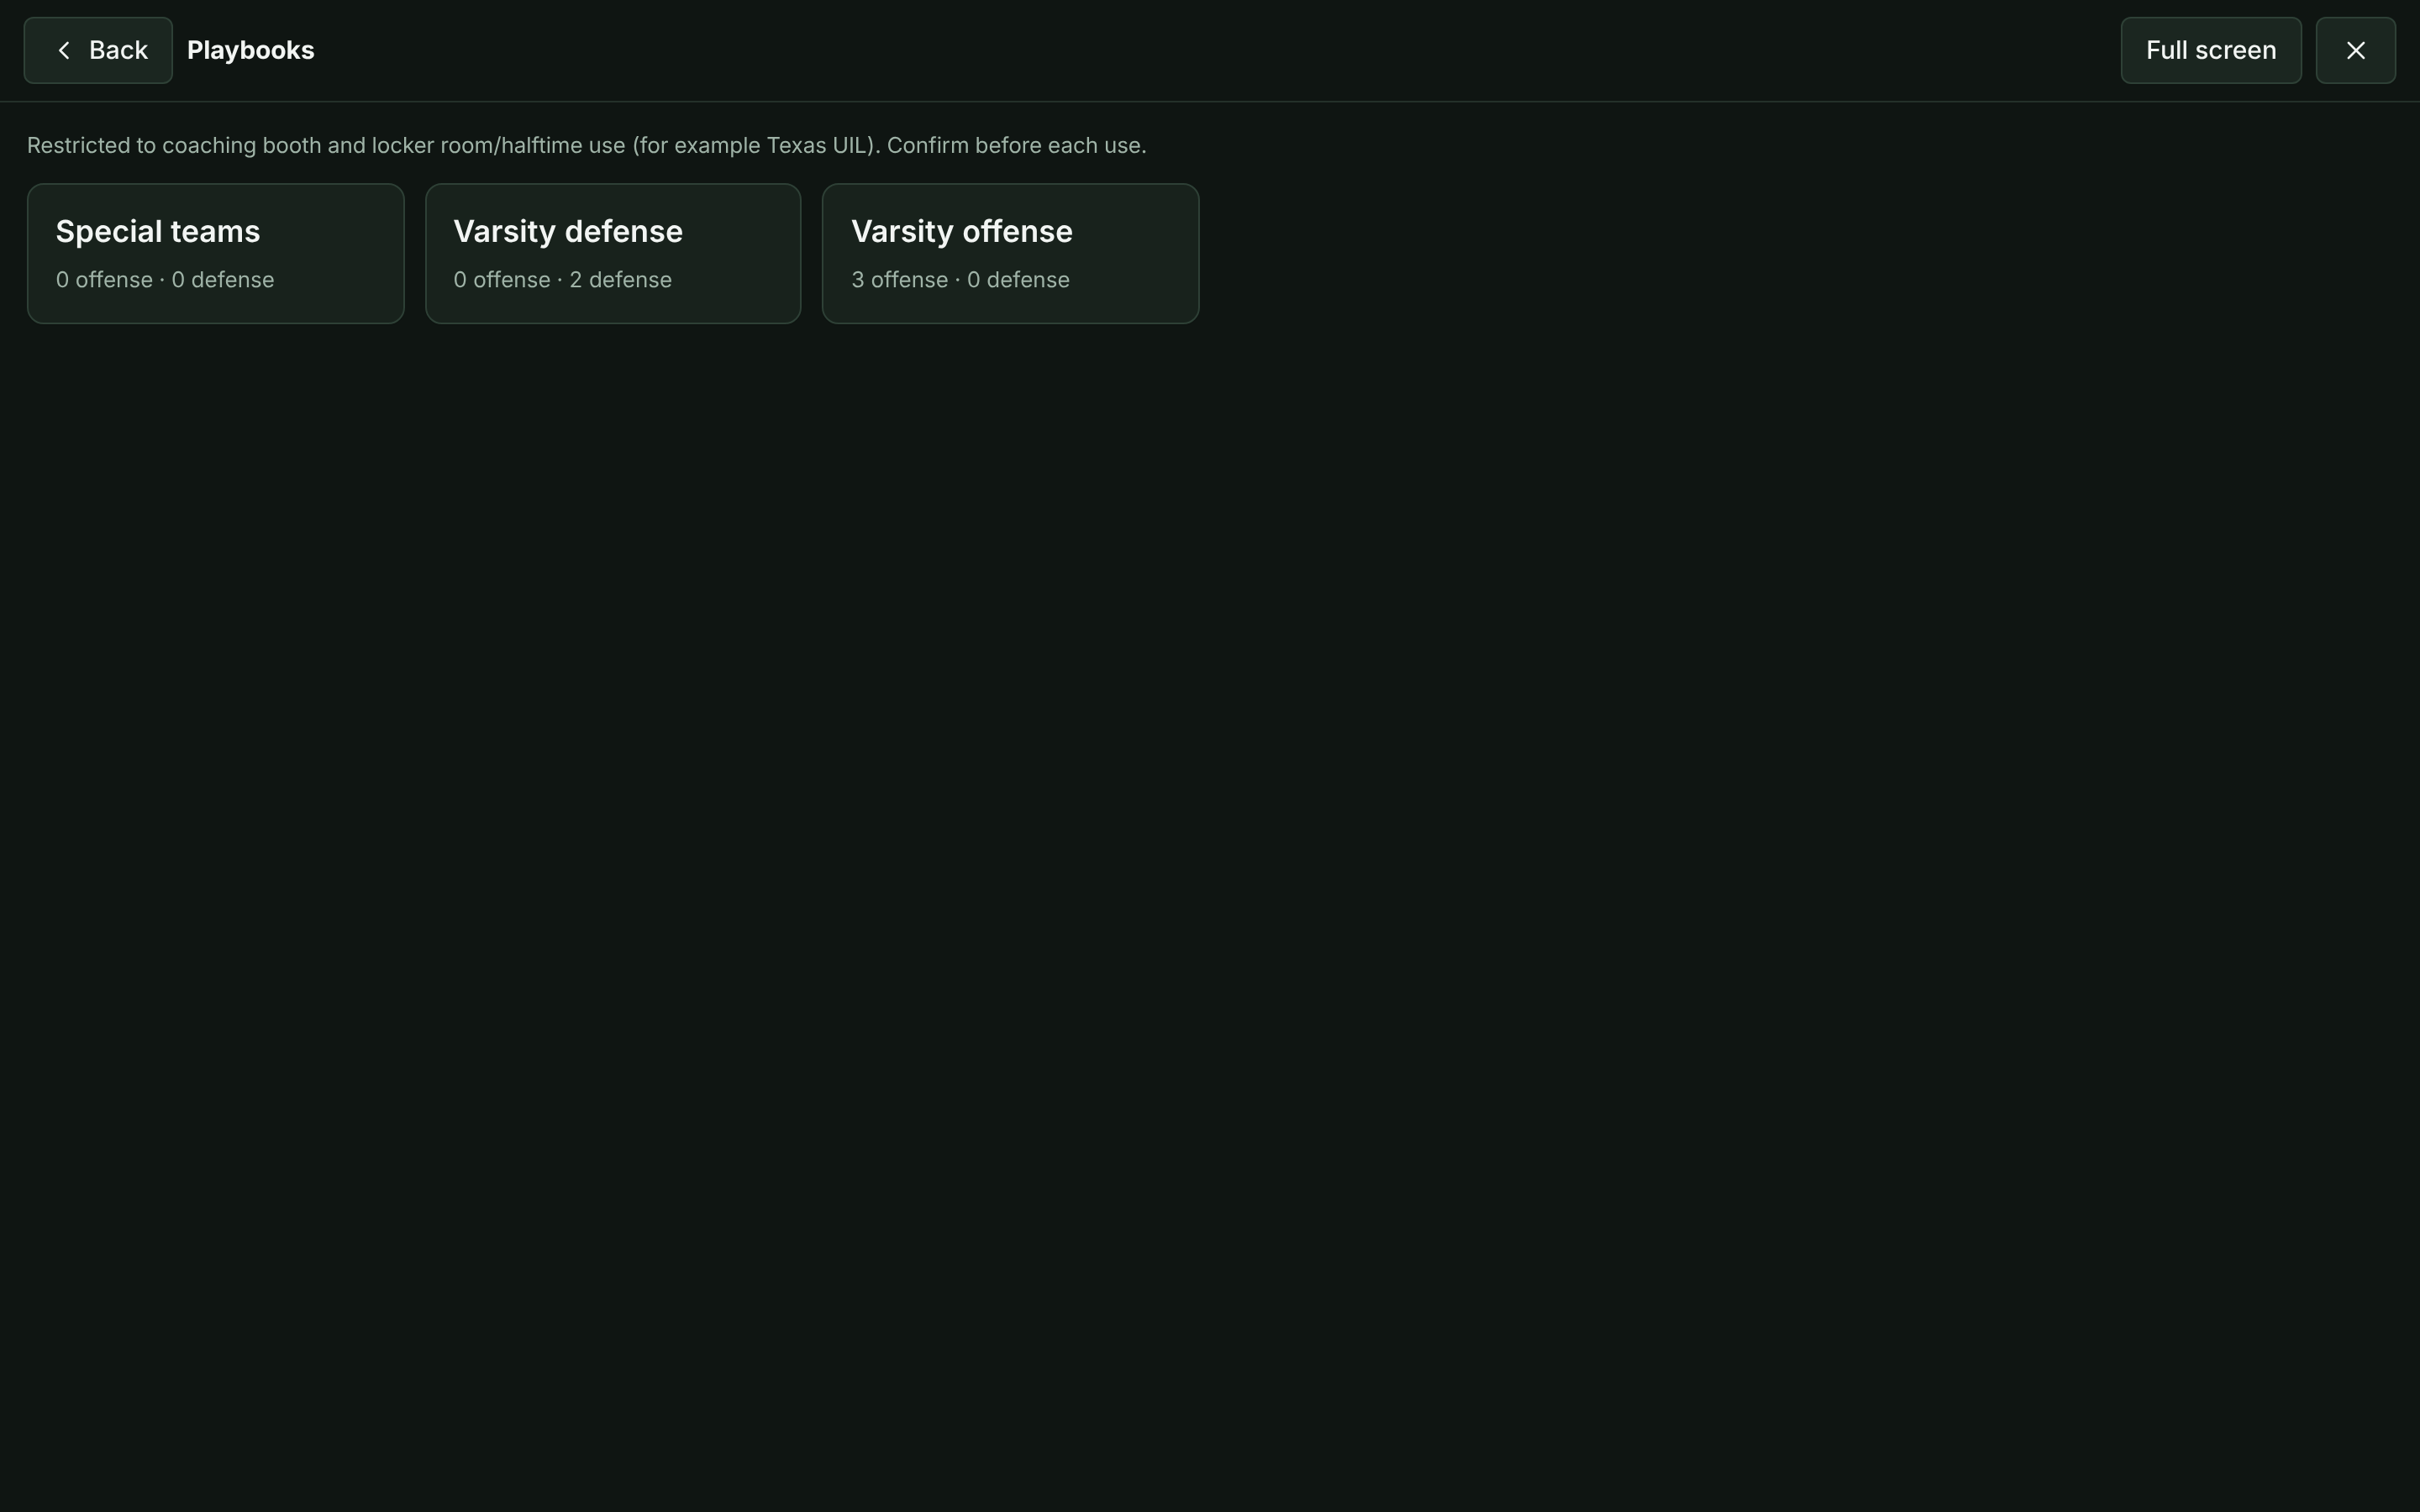 Back
Playbooks
Full screen
Restricted to coaching booth and locker room/halftime use (for example Texas UIL). Confirm before each use.
Special teams
0 offense · 0 defense
Varsity defense
0 offense · 2 defense
Varsity offense
3 offense · 0 defense